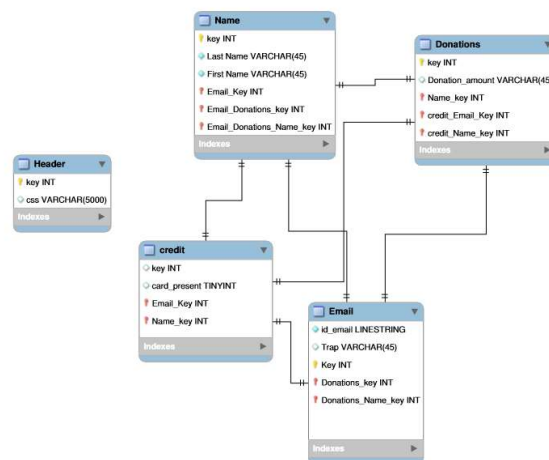 Name
key INT
Last Name VARCHAR(45)
First Name VARCHAR(45)
Email_Key INT
Email_Donations_key INT
Email_Donations_Name_key INT
Indexes
Donations
key INT
Donation_amount VARCHAR(45
Name_key INT
credit_Email_Key INT
credit_Name_key INT
Indexes
Header
key INT
css VARCHAR(5000)
Indexes
credit
key INT
card_present TINYINT
Email_Key INT
Name_key INT
Indexes
Email
id_email LINESTRING
Trap VARCHAR(45)
Key INT
Donations_key INT
Donations_Name_key INT
Indexes